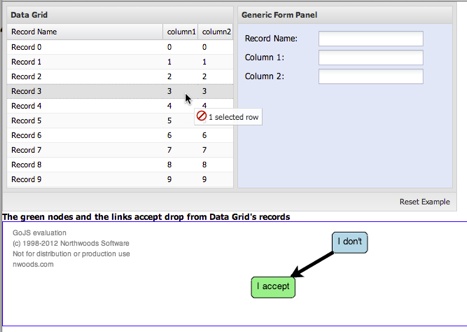 Data Grid
Generic Form Panel
Record Name column1 column2
Record Name:
Record 0 0 0
Column 1:
Record 1 1 1
Column 2:
Record 2 2 2
Record 3 3 3
Record 4 4 4
1 selected row
Record 5 5
Record 6 6 6
Record 7 7 7
Record 8 8 8
Record 9 9 9
Reset Example
The green nodes and the links accept drop from Data Grid's records
GoJS evaluation
(c) 1998-2012 Northwoods Software
Not for distribution or production use
nwoods.com
I don't
I accept